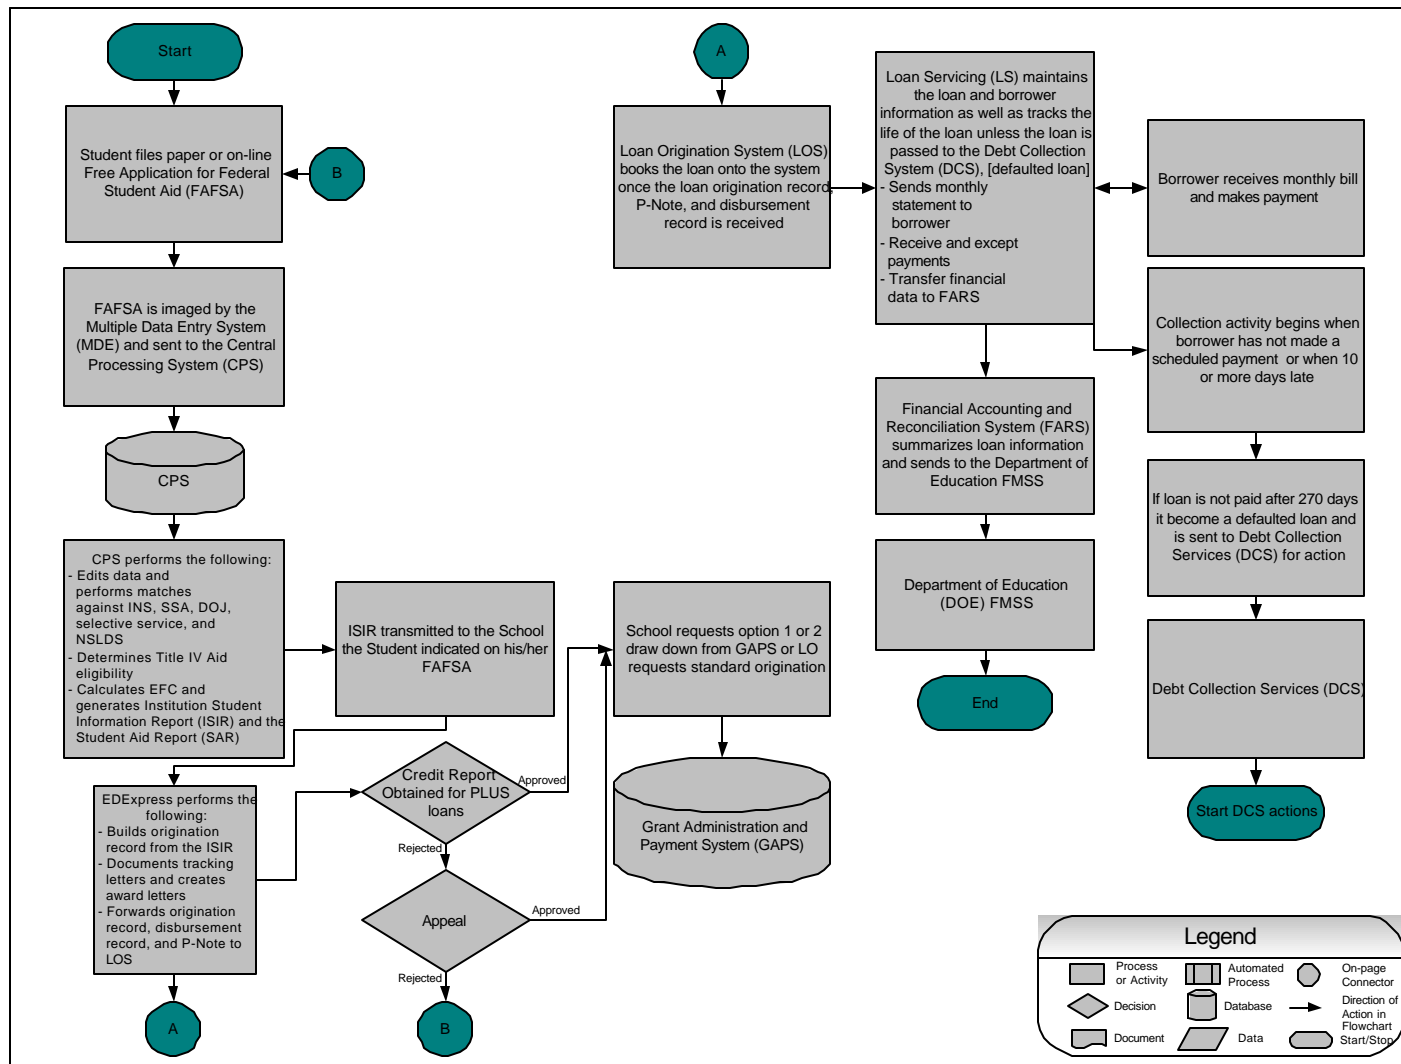 Start
Student files paper or on-line
Free Application for Federal
Student Aid (FAFSA)
B
FAFSA is imaged by the
Multiple Data Entry System
(MDE) and sent to the Central
Processing System (CPS)
CPS
CPS performs the following:
- Edits data and
performs matches
against INS, SSA, DOJ,
selective service, and
NSLDS
- Determines Title IV Aid
eligibility
- Calculates EFC and
generates Institution Student
Information Report (ISIR) and the
Student Aid Report (SAR)
ISIR transmitted to the School
the Student indicated on his/her
FAFSA
EDExpress performs the
following:
- Builds origination
record from the ISIR
- Documents tracking
letters and creates
award letters
- Forwards origination
record, disbursement
record, and P-Note to
LOS
A
Credit Report
Obtained for PLUS
loans
Approved
Rejected
Appeal
Approved
Rejected
B
School requests option 1 or 2
draw down from GAPS or LO
requests standard origination
Grant Administration and
Payment System (GAPS)
A
Loan Origination System (LOS)
books the loan onto the system
once the loan origination record,
P-Note, and disbursement
record is received
Loan Servicing (LS) maintains
the loan and borrower
information as well as tracks the
life of the loan unless the loan is
passed to the Debt Collection
System (DCS), [defaulted loan]
- Sends monthly
statement to
borrower
- Receive and except
payments
- Transfer financial
data to FARS
Financial Accounting and
Reconciliation System (FARS)
summarizes loan information
and sends to the Department of
Education FMSS
Department of Education
(DOE) FMSS
End
Borrower receives monthly bill
and makes payment
Collection activity begins when
borrower has not made a
scheduled payment or when 10
or more days late
If loan is not paid after 270 days
it become a defaulted loan and
is sent to Debt Collection
Services (DCS) for action
Debt Collection Services (DCS)
Start DCS actions
Legend
Process
or Activity
Automated
Process
On-page
Connector
Decision
Database
Direction of
Action in
Flowchart
Document
Data
Start/Stop